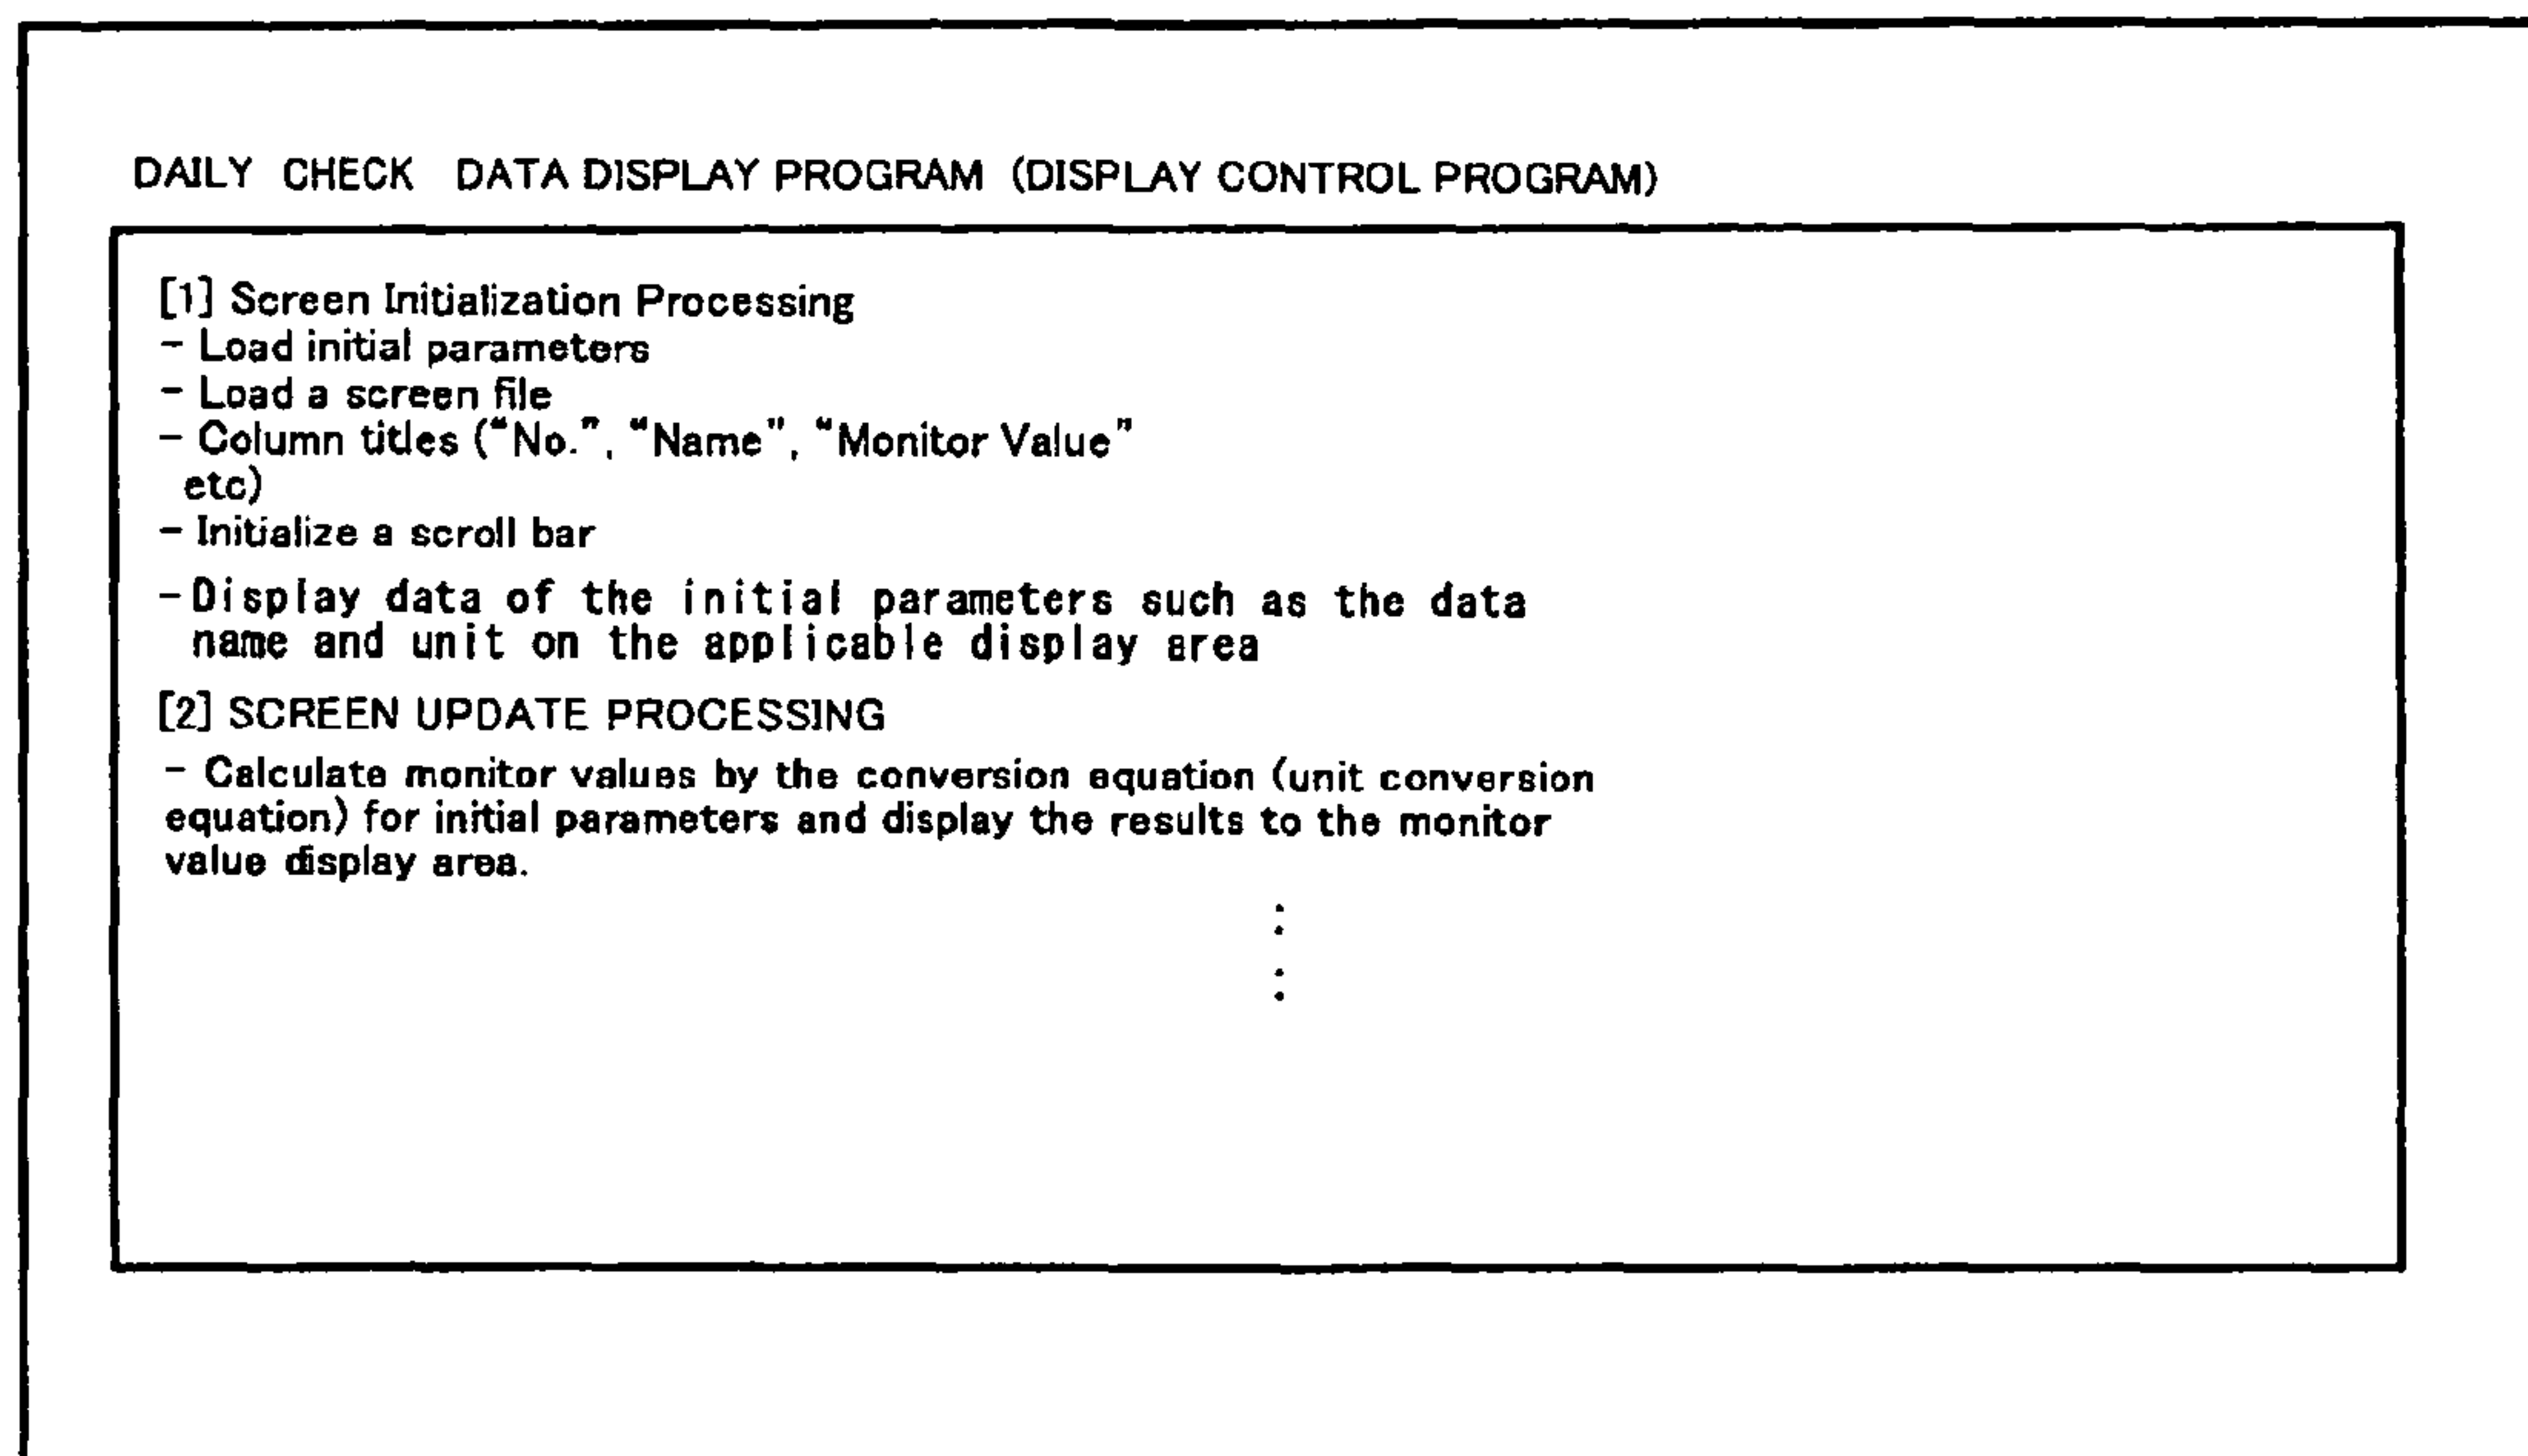 DAILY CHECK DATA DISPLAY PROGRAM (DISPLAY CONTROL PROGRAM)
[1] Screen Initialization Processing
- Load initial parameters
- Load a screen file
- Column titles ("No.", "Name", "Monitor Value"
etc)
- Initialize a scroll bar
-Display data of the initial parameters such as the data
name and unit on the applicable display area
[2] SCREEN UPDATE PROCESSING
- Calculate monitor values by the conversion equation (unit conversion
equation) for initial parameters and display the results to the monitor
value display area.